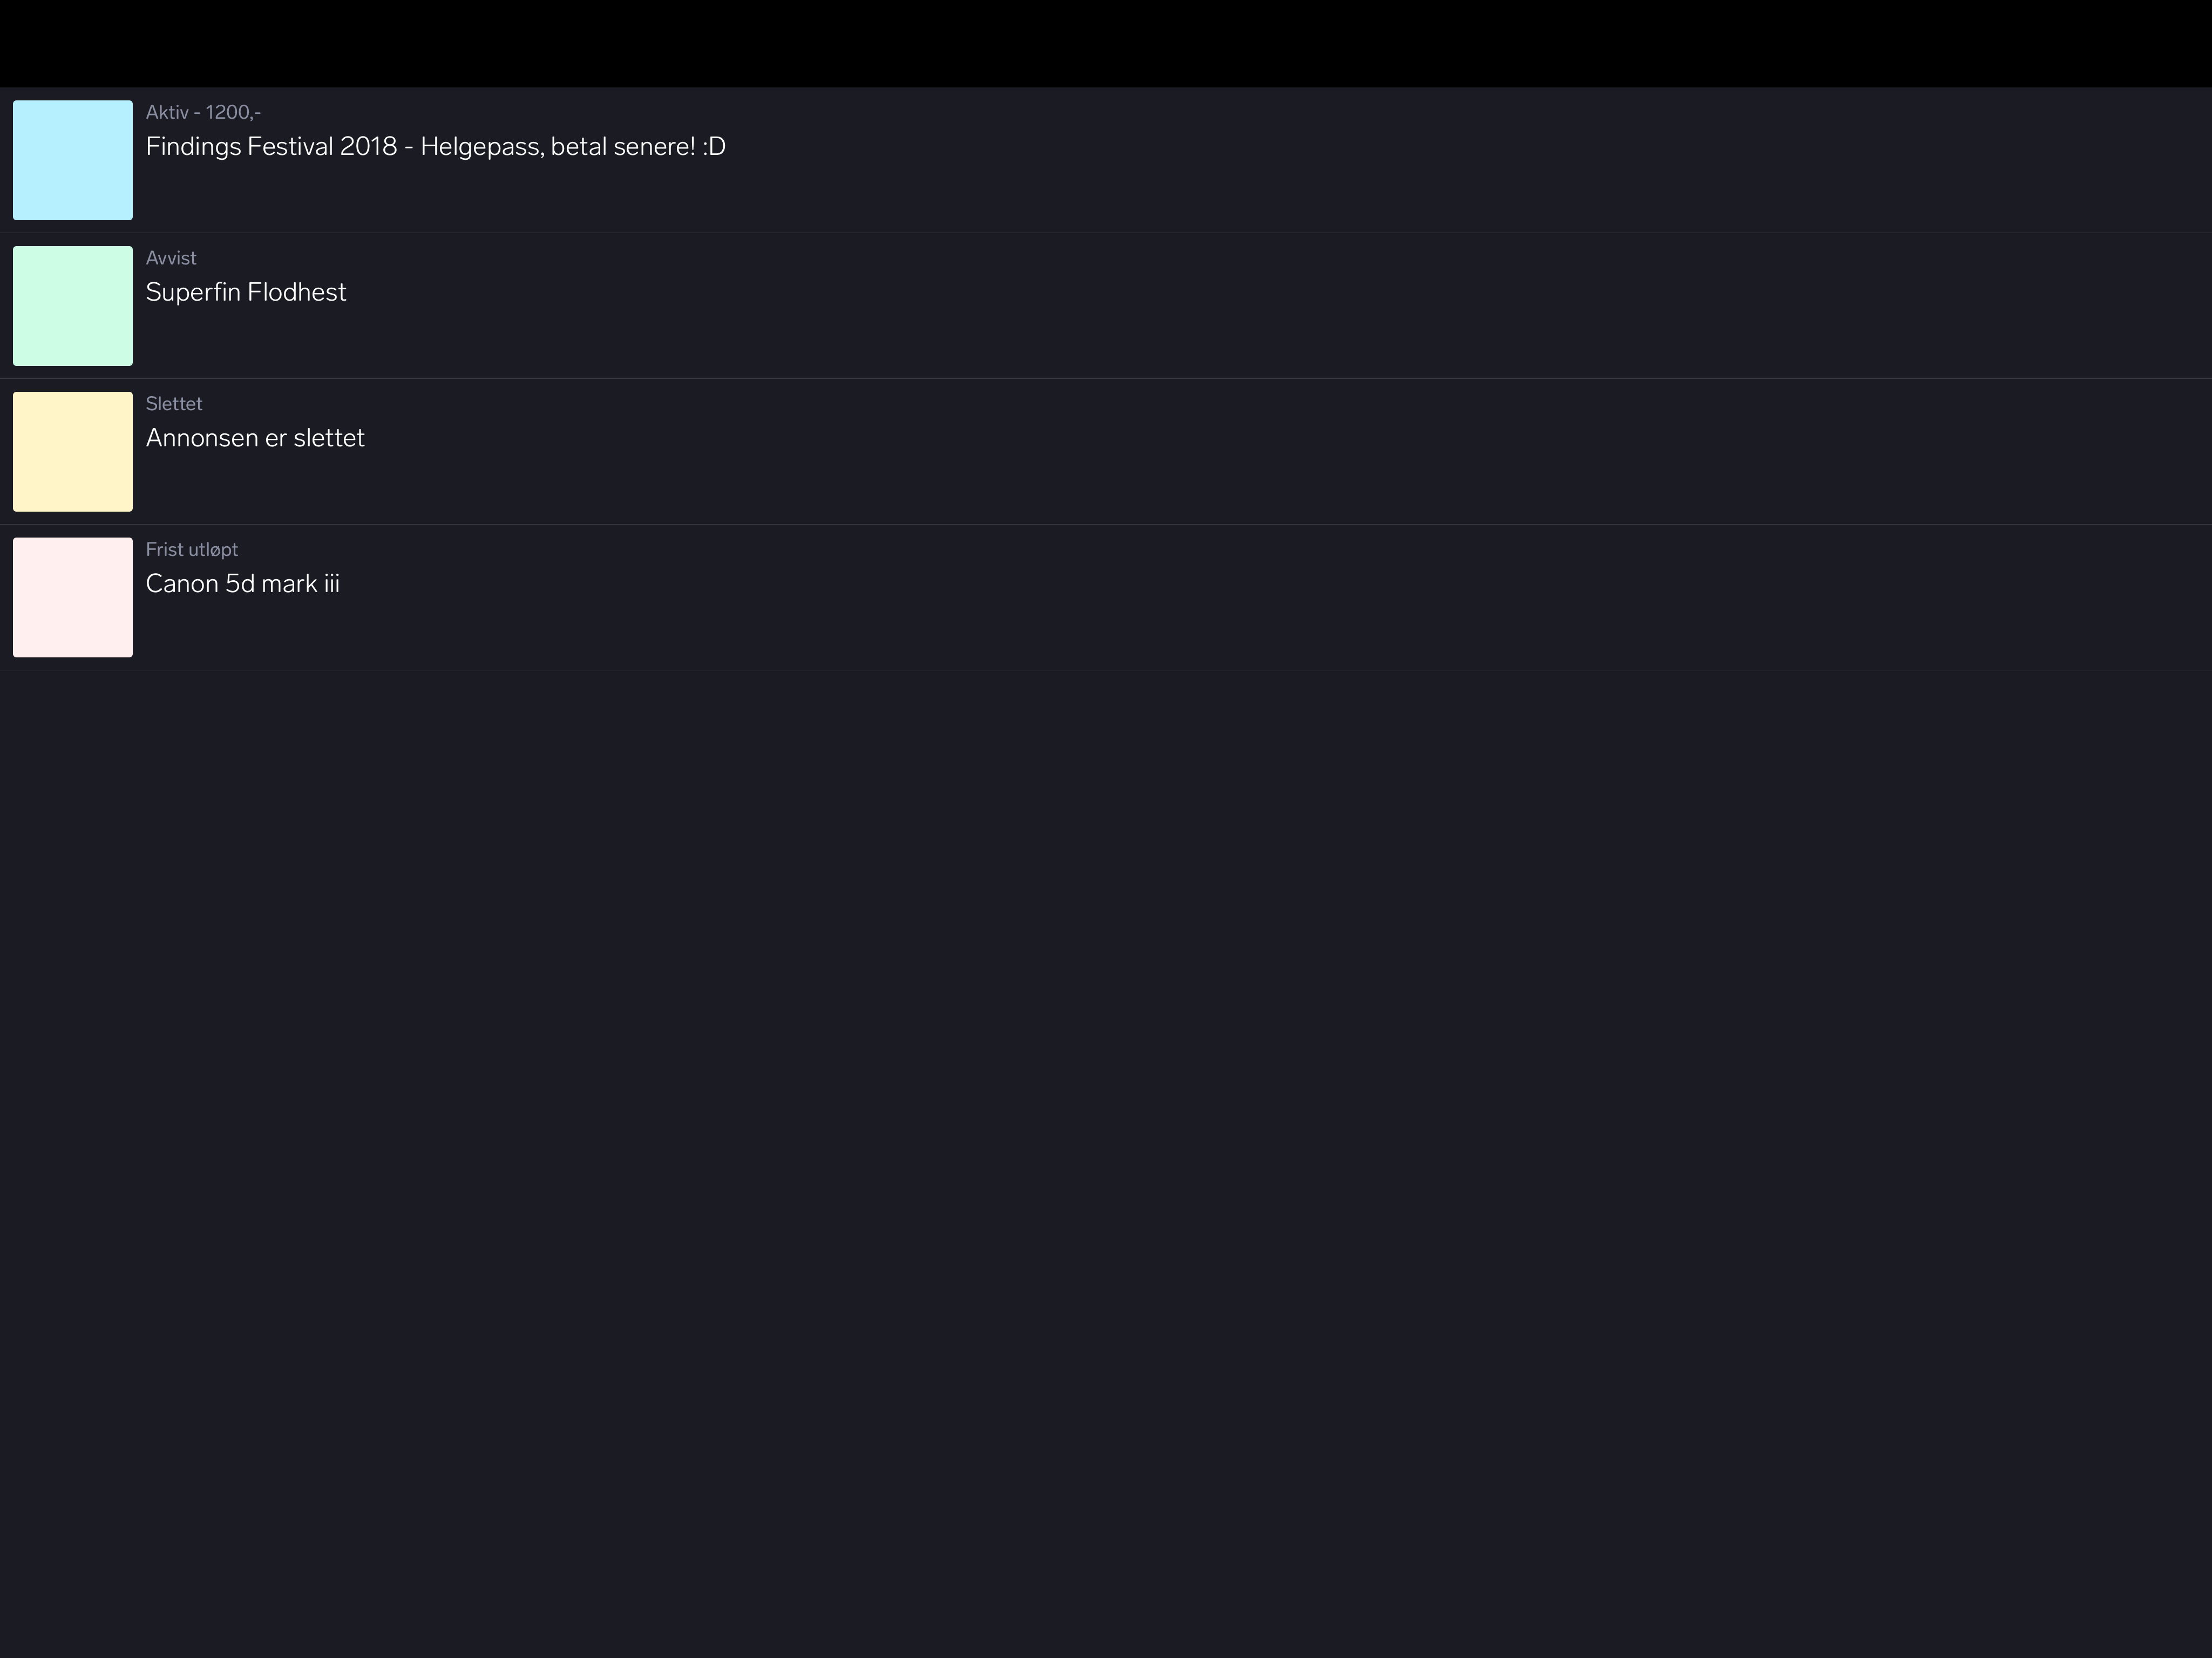 Aktiv - 1200,-
Findings Festival 2018 - Helgepass, betal senere! :D
Avvist
Superfin Flodhest
Slettet
Annonsen er slettet
Frist utløpt
Canon 5d mark iii